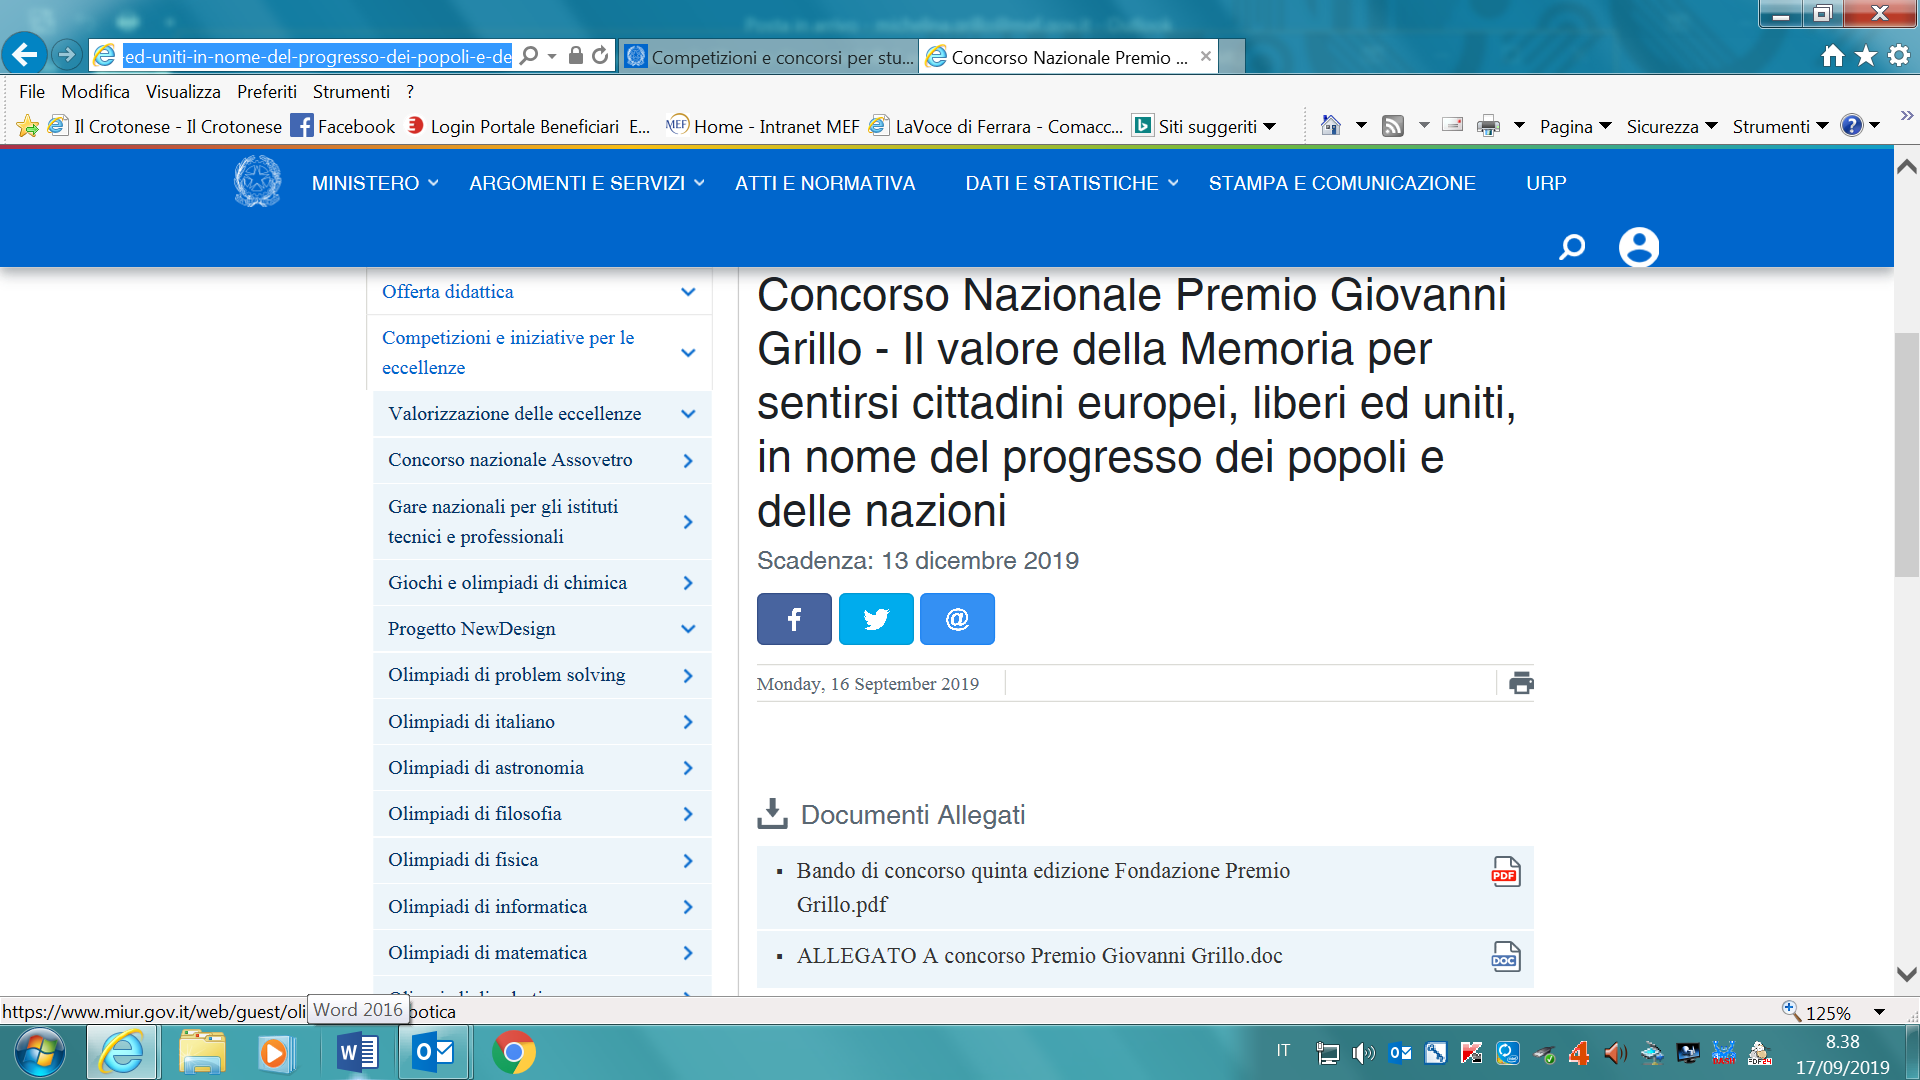 ed-uniti-in-nome-del-progresso-dei-popoli-e-de
Competizioni e concorsi per stu...
Concorso Nazionale Premio ...
File Modifica Visualizza Preferiti Strumenti ?
Il Crotonese - Il Crotonese Facebook Login Portale Beneficiari E... MEF Home - Intranet MEF LaVoce di Ferrara - Comacc... Siti suggeriti Pagina Sicurezza Strumenti
MINISTERO ARGOMENTI E SERVIZI ATTI E NORMATIVA DATI E STATISTICHE STAMPA E COMUNICAZIONE URP
Offerta didattica
Competizioni e iniziative per le
eccellenze
Valorizzazione delle eccellenze
Concorso nazionale Assovetro
Gare nazionali per gli istituti
tecnici e professionali
Giochi e olimpiadi di chimica
Progetto NewDesign
Olimpiadi di problem solving
Olimpiadi di italiano
Olimpiadi di astronomia
Olimpiadi di filosofia
Olimpiadi di fisica
Olimpiadi di informatica
Olimpiadi di matematica
Concorso Nazionale Premio Giovanni
Grillo - Il valore della Memoria per
sentirsi cittadini europei, liberi ed uniti,
in nome del progresso dei popoli e
delle nazioni
Scadenza: 13 dicembre 2019
Monday, 16 September 2019
Documenti Allegati
Bando di concorso quinta edizione Fondazione Premio
Grillo.pdf
PDF
ALLEGATO A concorso Premio Giovanni Grillo.doc
DOC
https://www.miur.gov.it/web/guest/oli
Word 2016
botica
125%
IT
8.38
17/09/2019